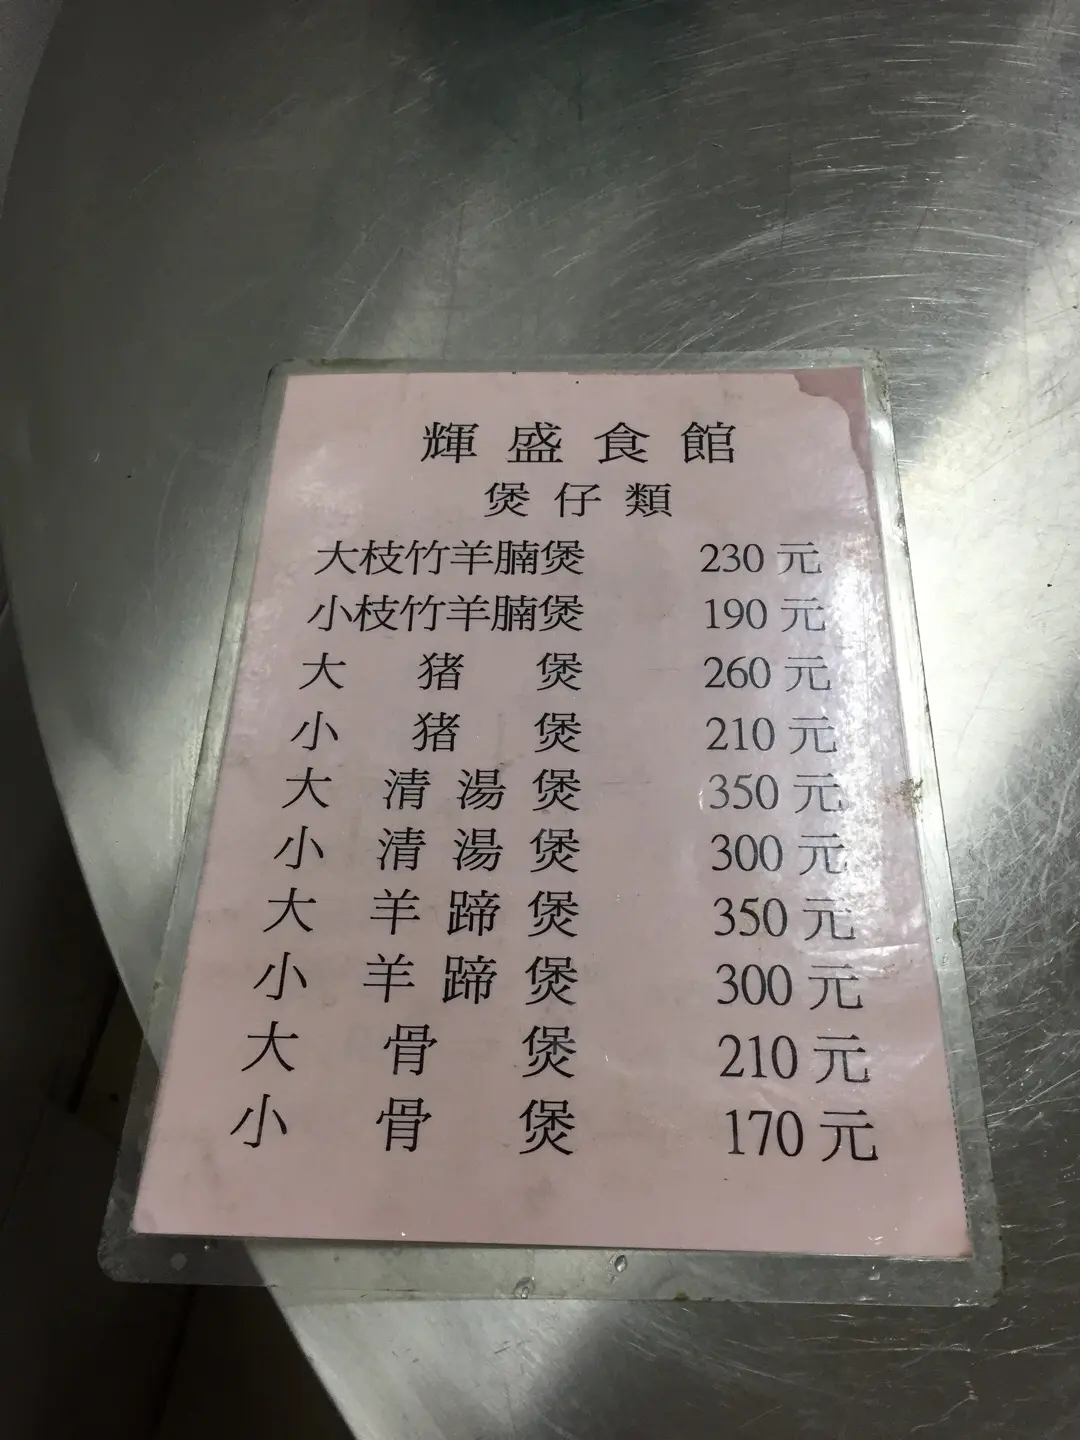 輝盛食館
煲仔類
大枝竹羊腩煲 230元
小枝竹羊腩煲 190元
大猪煲 260元
小猪煲 210元
大清湯煲 350元
小清湯煲 300元
大羊蹄煲 350元
小羊蹄煲 300元
大骨煲 210元
小骨煲 170元